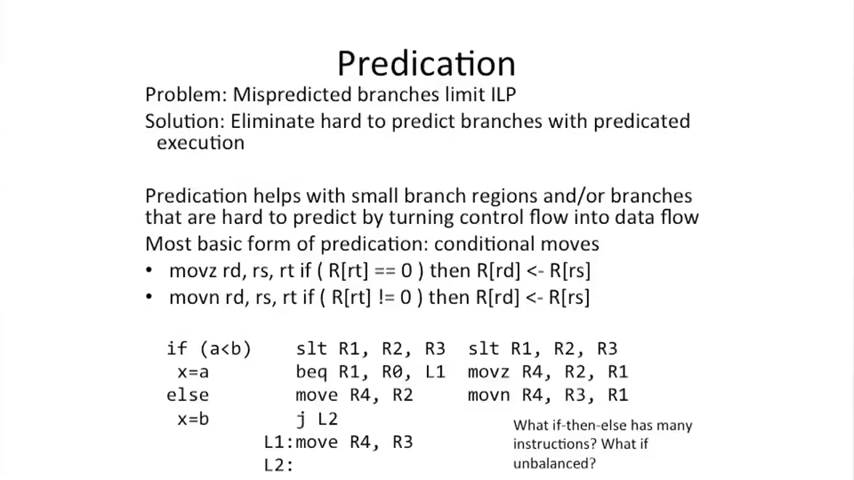 Predication
Problem: Mispredicted branches limit ILP
Solution: Eliminate hard to predict branches with predicated
execution
Predication helps with small branch regions and/or branches
that are hard to predict by turning control flow into data flow
Most basic form of predication: conditional moves
• movz rd, rs, rt if ( R[rt] == 0 ) then R[rd] <- R[rs]
• movn rd, rs, rt if ( R[rt] != 0 ) then R[rd] <- R[rs]
if (a<b)
x=a
else
x=b
slt R1, R2, R3
beq R1, R0, L1
move R4, R2
j L2
L1:move R4, R3
L2:
slt R1, R2, R3
movz R4, R2, R1
movn R4, R3, R1
What if-then-else has many
instructions? What if
unbalanced?